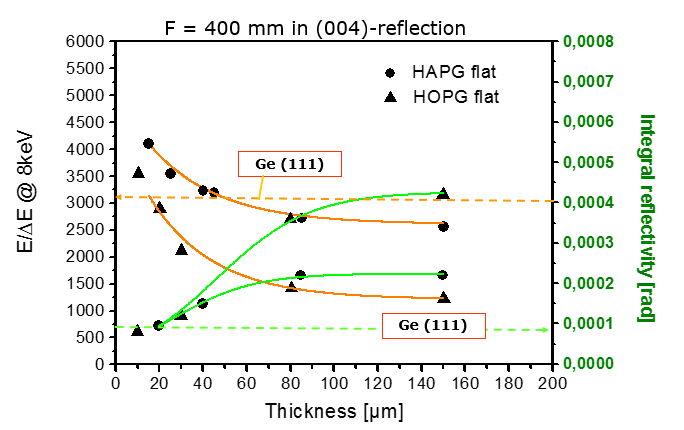 F = 400 mm in (004)-reflection
6000
5500
5000
4500
4000
3500
3000
2500
2000
1500
1000
500
0
E/ΔE @ 8keV
HAPG flat
HOPG flat
Ge (111)
Ge (111)
0,0008
0,0007
0,0006
0,0005
0,0004
0,0003
0,0002
0,0001
0,0000
Integral reflectivity [rad]
0 20 40 60 80 100 120 140 160 180 200
Thickness [µm]